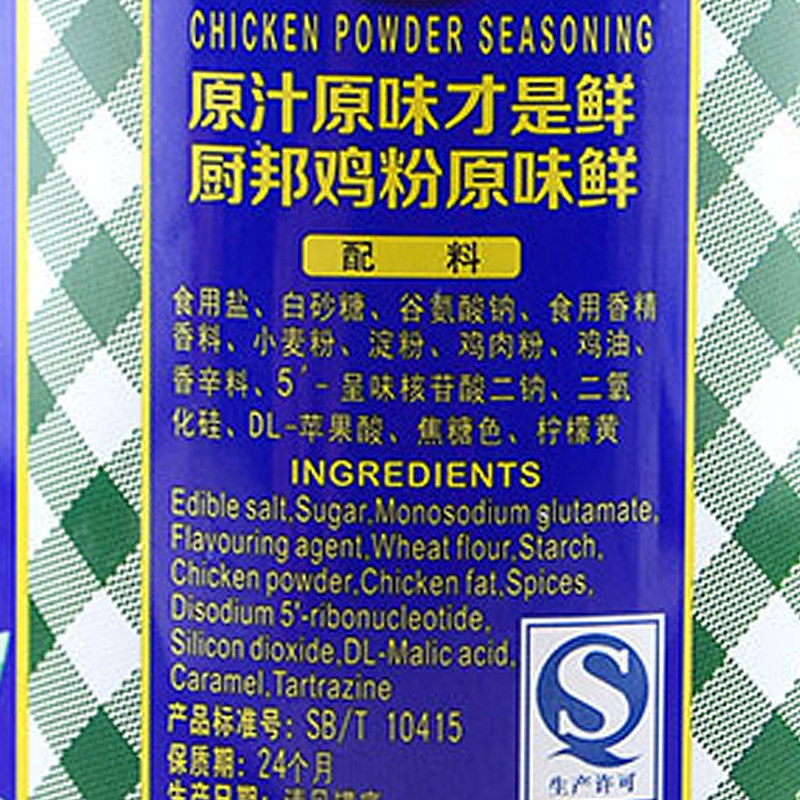 CHICKEN POWDER SEASONING
原汁原味才是鲜
厨邦鸡粉原味鲜
配 料
食用盐、白砂糖、谷氨酸钠、食用香精
香料、小麦粉、淀粉、鸡肉粉、鸡油、
香辛料、5′-呈味核苷酸二钠、二氧
化硅、DL-苹果酸、焦糖色、柠檬黄
INGREDIENTS
Edible salt,Sugar,Monosodium glutamate,
Flavouring agent,Wheat flour,Starch,
Chicken powder,Chicken fat,Spices,
Disodium 5'-ribonucleotide,
Silicon dioxide,DL-Malic acid,
Caramel,Tartrazine
产品标准号: SB/T 10415
保质期: 24个月
生产日期:
S
生产许可